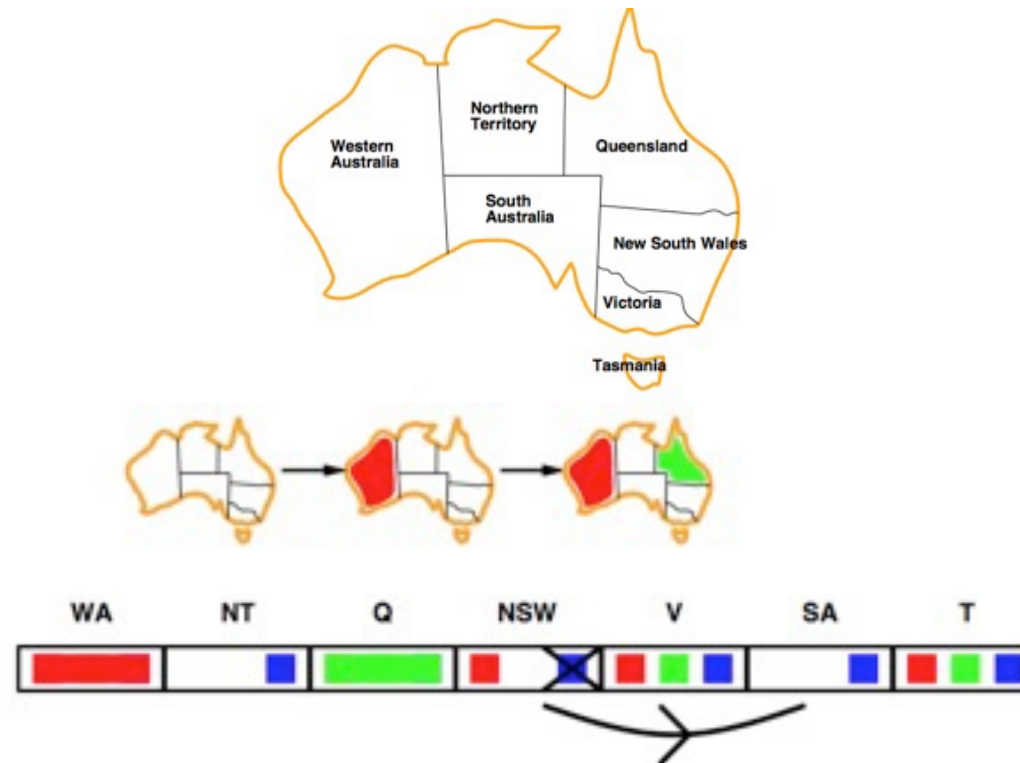 Northern
Territory
Western
Australia
Queensland
South
Australia
New South Wales
Victoria
Tasmania
WA NT Q NSW V SA T